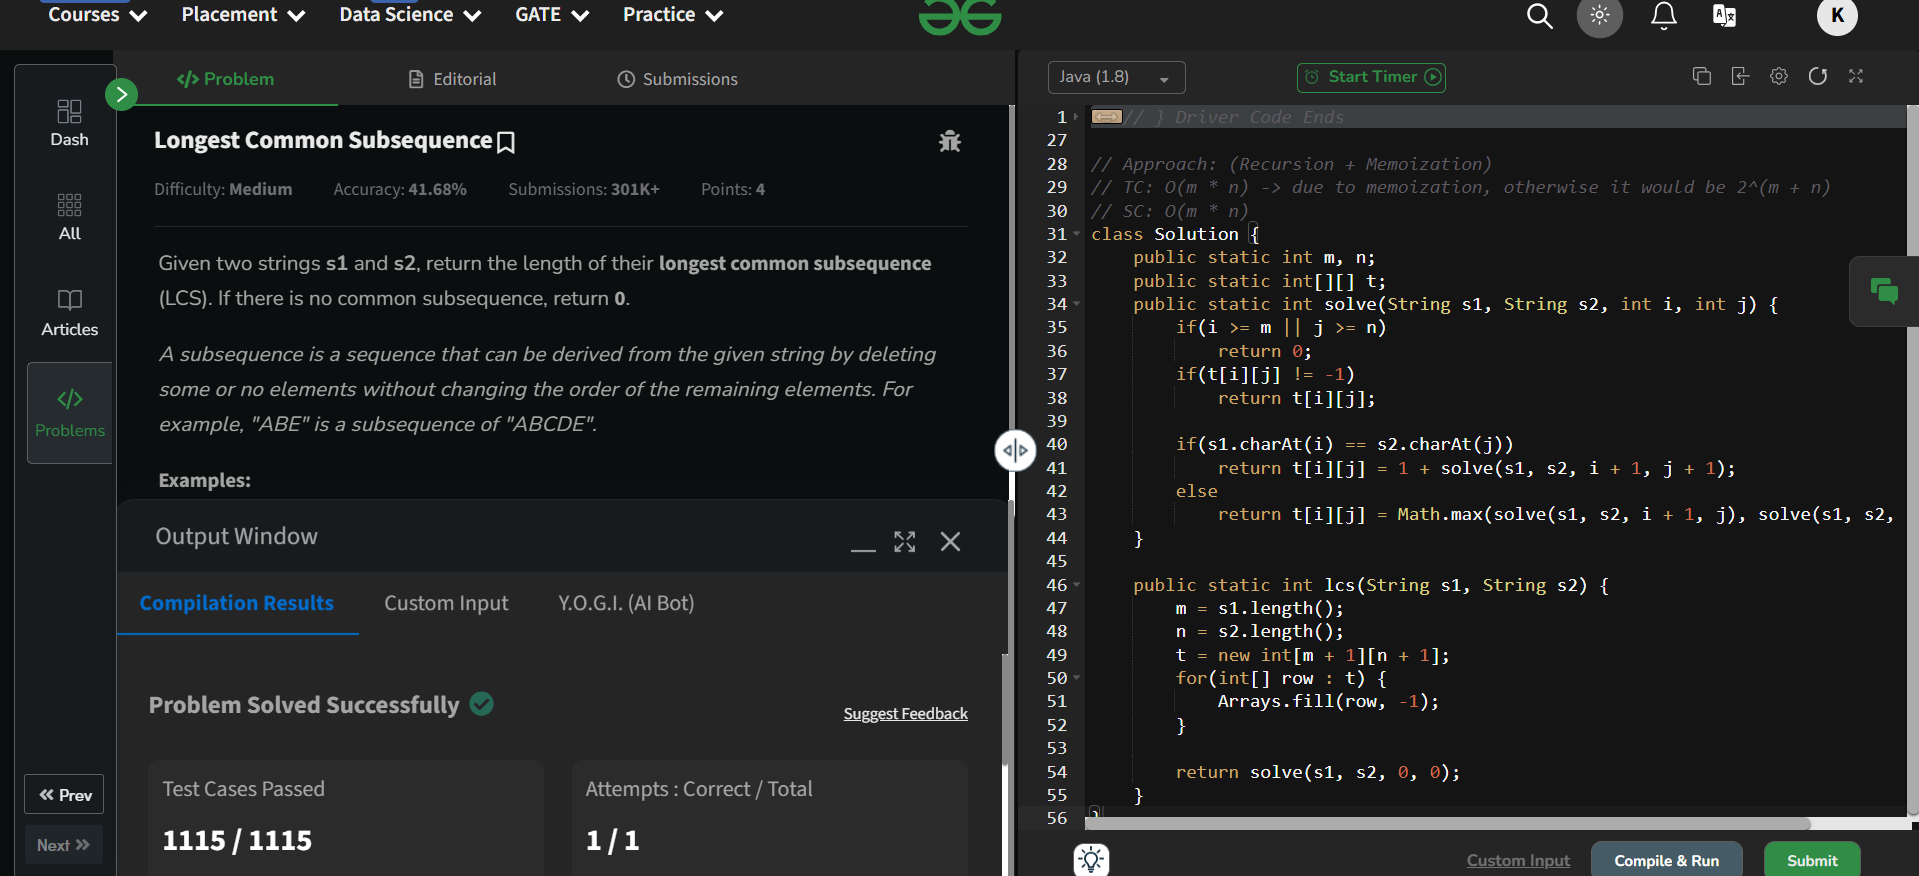 Courses Placement Data Science GATE Practice K
Problem Editorial Submissions
Java (1.8) Start Timer
Dash
All
Articles
Problems
Prev
Next
Longest Common Subsequence
Difficulty: Medium Accuracy: 41.68% Submissions: 301K+ Points: 4
Given two strings s1 and s2, return the length of their longest common subsequence
(LCS). If there is no common subsequence, return 0.
A subsequence is a sequence that can be derived from the given string by deleting
some or no elements without changing the order of the remaining elements. For
example, "ABE" is a subsequence of "ABCDE".
Examples:
Output Window
Compilation Results Custom Input Y.O.G.I. (AI Bot)
Problem Solved Successfully
Suggest Feedback
Test Cases Passed
1115 / 1115
Attempts : Correct / Total
1 / 1
1 // } Driver Code Ends
27
28 // Approach: (Recursion + Memoization)
29 // TC: O(m * n) -> due to memoization, otherwise it would be 2^(m + n)
30 // SC: O(m * n)
31 class Solution {
32 public static int m, n;
33 public static int[][] t;
34 public static int solve(String s1, String s2, int i, int j) {
35 if(i >= m || j >= n)
36 return 0;
37 if(t[i][j] != -1)
38 return t[i][j];
39
40 if(s1.charAt(i) == s2.charAt(j))
41 return t[i][j] = 1 + solve(s1, s2, i + 1, j + 1);
42 else
43 return t[i][j] = Math.max(solve(s1, s2, i + 1, j), solve(s1, s2,
44 }
45
46 public static int lcs(String s1, String s2) {
47 m = s1.length();
48 n = s2.length();
49 t = new int[m + 1][n + 1];
50 for(int[] row : t) {
51 Arrays.fill(row, -1);
52 }
53
54 return solve(s1, s2, 0, 0);
55 }
56 }
Custom Input Compile & Run Submit